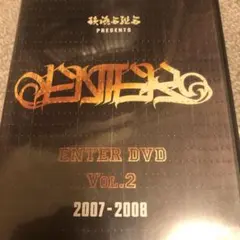 PRESENTS
ENTER
ENTER DVD
VOL.2
2007-2008